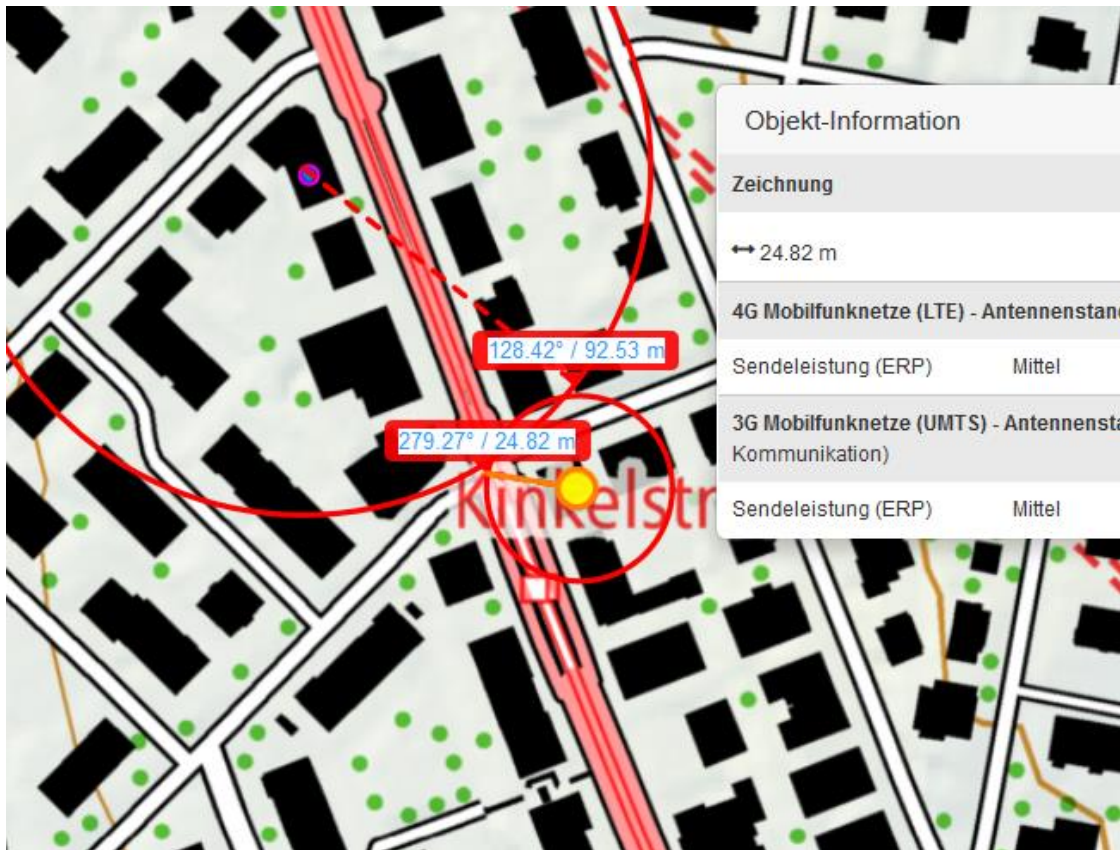 Objekt-Information
Zeichnung
24.82 m
4G Mobilfunknetze (LTE) - Antennenstand
Sendeleistung (ERP) Mittel
3G Mobilfunknetze (UMTS) - Antennensta
Kommunikation)
Sendeleistung (ERP) Mittel
128.42° / 92.53 m
279.27° / 24.82 m
Kinkelstr